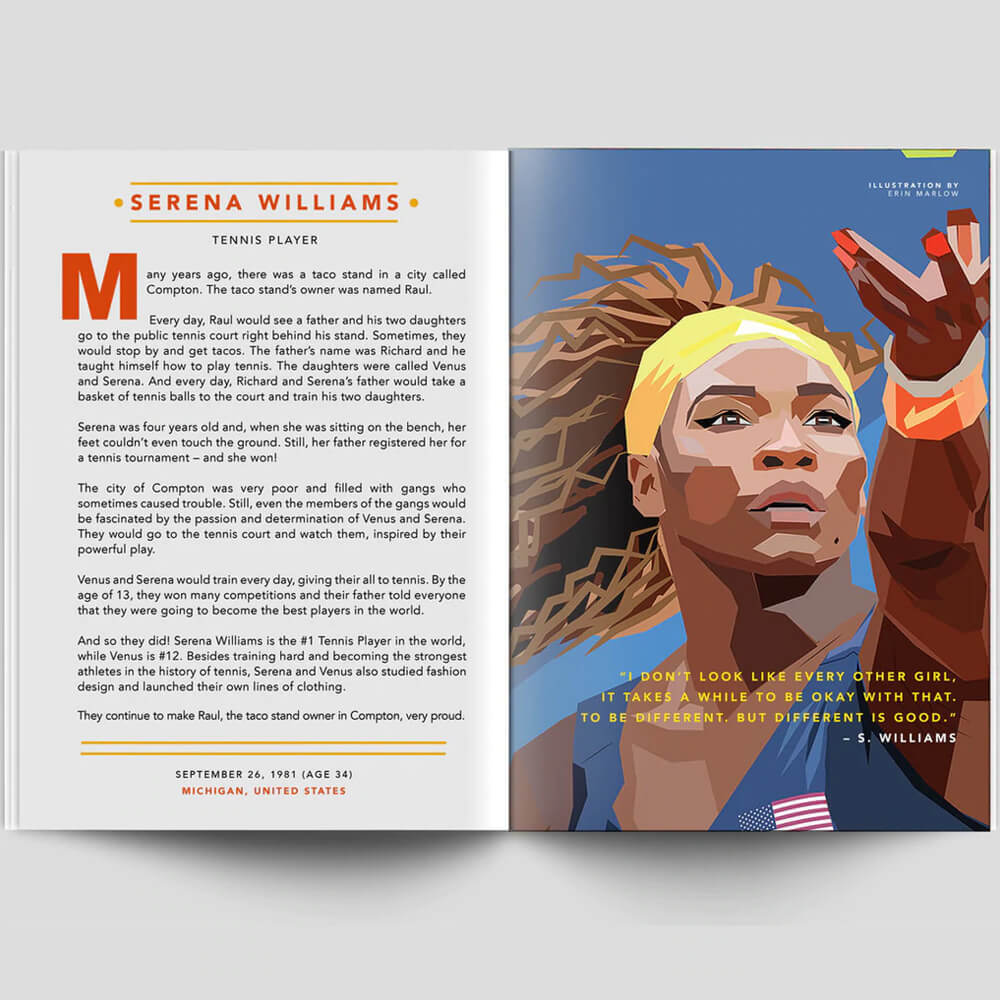 SERENA WILLIAMS
TENNIS PLAYER
Many years ago, there was a taco stand in a city called
Compton. The taco stand's owner was named Raul.
Every day, Raul would see a father and his two daughters
go to the public tennis court right behind his stand. Sometimes, they
would stop by and get tacos. The father's name was Richard and he
taught himself how to play tennis. The daughters were called Venus
and Serena. And every day, Richard and Serena's father would take a
basket of tennis balls to the court and train his two daughters.
Serena was four years old and, when she was sitting on the bench, her
feet couldn't even touch the ground. Still, her father registered her for
a tennis tournament – and she won!
The city of Compton was very poor and filled with gangs who
sometimes caused trouble. Still, even the members of the gangs would
be fascinated by the passion and determination of Venus and Serena.
They would go to the tennis court and watch them, inspired by their
powerful play.
Venus and Serena would train every day, giving their all to tennis. By the
age of 13, they won many competitions and their father told everyone
that they were going to become the best players in the world.
And so they did! Serena Williams is the #1 Tennis Player in the world,
while Venus is #12. Besides training hard and becoming the strongest
athletes in the history of tennis, Serena and Venus also studied fashion
design and launched their own lines of clothing.
They continue to make Raul, the taco stand owner in Compton, very proud.
SEPTEMBER 26, 1981 (AGE 34)
MICHIGAN, UNITED STATES
ILLUSTRATION BY
ERIN MARLOW
"I DON'T LOOK LIKE EVERY OTHER GIRL,
IT TAKES A WHILE TO BE OKAY WITH THAT.
TO BE DIFFERENT. BUT DIFFERENT IS GOOD."
– S. WILLIAMS